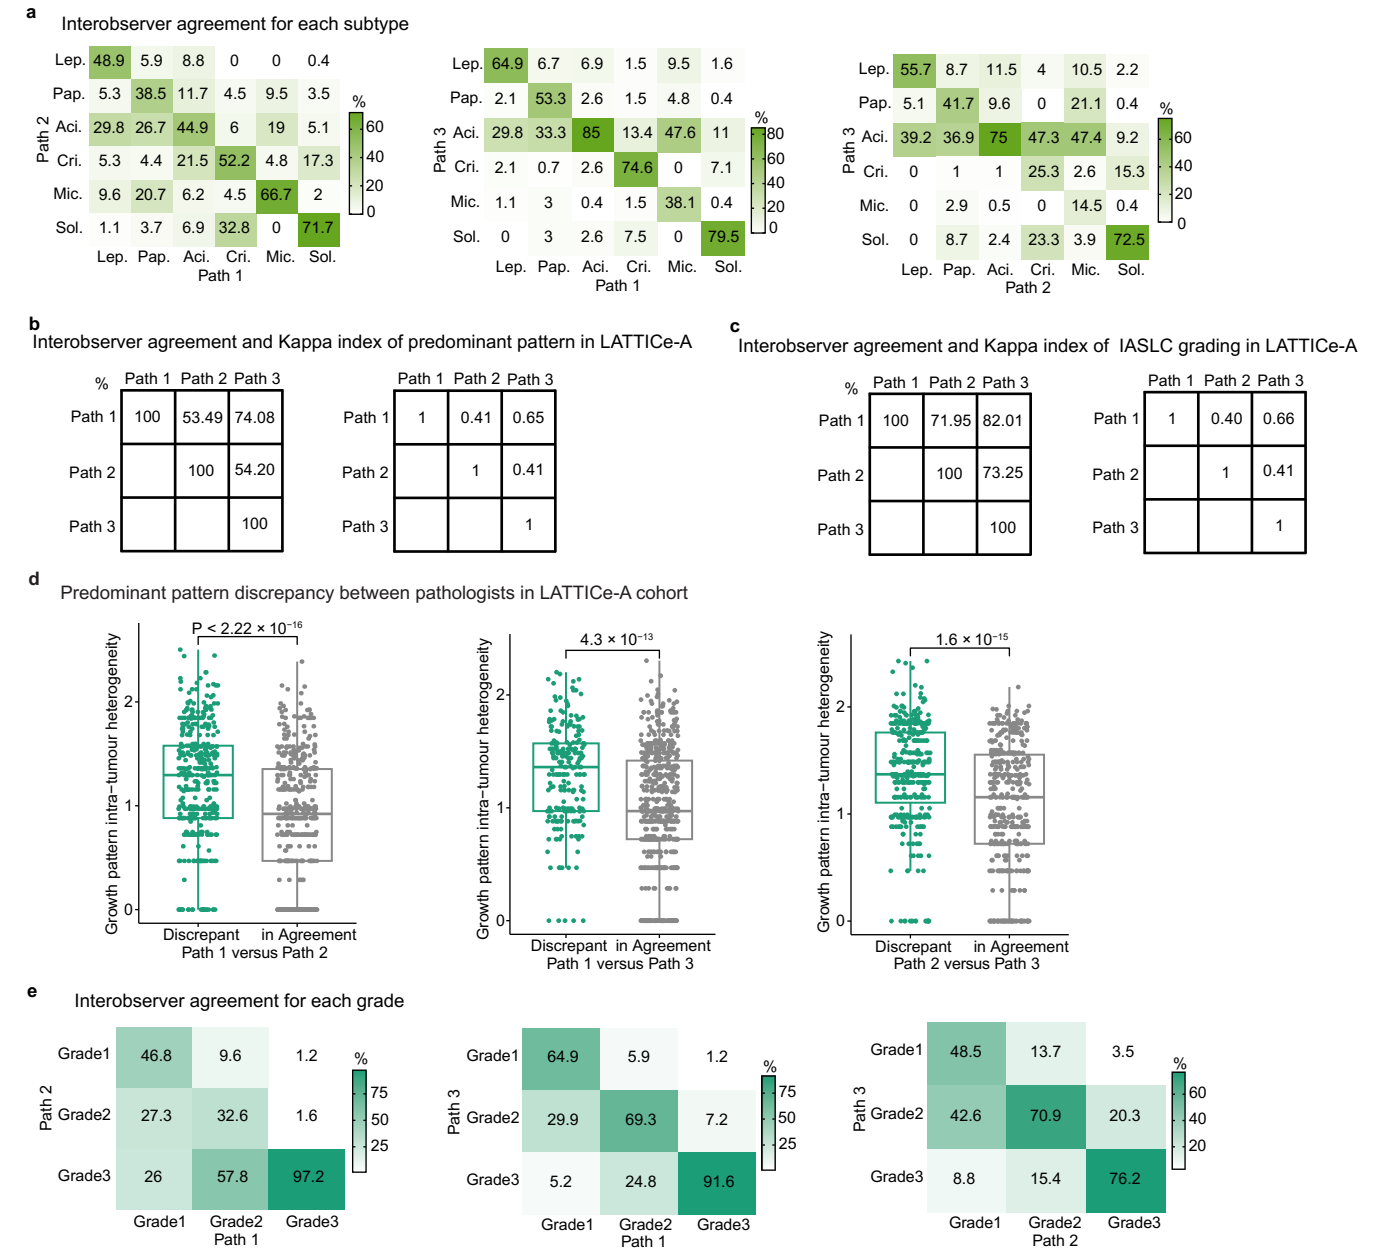 a
Interobserver agreement for each subtype
Path 2
Lep. 48.9 5.9 8.8 0 0 0.4
Pap. 5.3 38.5 11.7 4.5 9.5 3.5
Aci. 29.8 26.7 44.9 6 19 5.1
Cri. 5.3 4.4 21.5 52.2 4.8 17.3
Mic. 9.6 20.7 6.2 4.5 66.7 2
Sol. 1.1 3.7 6.9 32.8 0 71.7
Lep. Pap. Aci. Cri. Mic. Sol.
Path 1
%
60
40
20
0
Path 3
Lep. 64.9 6.7 6.9 1.5 9.5 1.6
Pap. 2.1 53.3 2.6 1.5 4.8 0.4
Aci. 29.8 33.3 85 13.4 47.6 11
Cri. 2.1 0.7 2.6 74.6 0 7.1
Mic. 1.1 3 0.4 1.5 38.1 0.4
Sol. 0 3 2.6 7.5 0 79.5
Lep. Pap. Aci. Cri. Mic. Sol.
Path 1
%
80
60
40
20
0
Path 3
Lep. 55.7 8.7 11.5 4 10.5 2.2
Pap. 5.1 41.7 9.6 0 21.1 0.4
Aci. 39.2 36.9 75 47.3 47.4 9.2
Cri. 0 1 1 25.3 2.6 15.3
Mic. 0 2.9 0.5 0 14.5 0.4
Sol. 0 8.7 2.4 23.3 3.9 72.5
Lep. Pap. Aci. Cri. Mic. Sol.
Path 2
%
60
40
20
0
b
Interobserver agreement and Kappa index of predominant pattern in LATTICe-A
% Path 1 Path 2 Path 3
Path 1 100 53.49 74.08
Path 2 100 54.20
Path 3 100
Path 1 Path 2 Path 3
Path 1 1 0.41 0.65
Path 2 1 0.41
Path 3 1
c
Interobserver agreement and Kappa index of IASLC grading in LATTICe-A
% Path 1 Path 2 Path 3
Path 1 100 71.95 82.01
Path 2 100 73.25
Path 3 100
Path 1 Path 2 Path 3
Path 1 1 0.40 0.66
Path 2 1 0.41
Path 3 1
d
Predominant pattern discrepancy between pathologists in LATTICe-A cohort
Growth pattern intra−tumour heterogeneity
P < 2.22 × 10⁻¹⁶
2
1
0
Discrepant in Agreement
Path 1 versus Path 2
Growth pattern intra−tumour heterogeneity
4.3 × 10⁻¹³
2
1
0
Discrepant in Agreement
Path 1 versus Path 3
Growth pattern intra−tumour heterogeneity
1.6 × 10⁻¹⁵
2
1
0
Discrepant in Agreement
Path 2 versus Path 3
e
Interobserver agreement for each grade
Path 2
Grade1 46.8 9.6 1.2
Grade2 27.3 32.6 1.6
Grade3 26 57.8 97.2
Grade1 Grade2 Grade3
Path 1
%
75
50
25
Path 3
Grade1 64.9 5.9 1.2
Grade2 29.9 69.3 7.2
Grade3 5.2 24.8 91.6
Grade1 Grade2 Grade3
Path 1
%
75
50
25
Path 3
Grade1 48.5 13.7 3.5
Grade2 42.6 70.9 20.3
Grade3 8.8 15.4 76.2
Grade1 Grade2 Grade3
Path 2
%
60
40
20